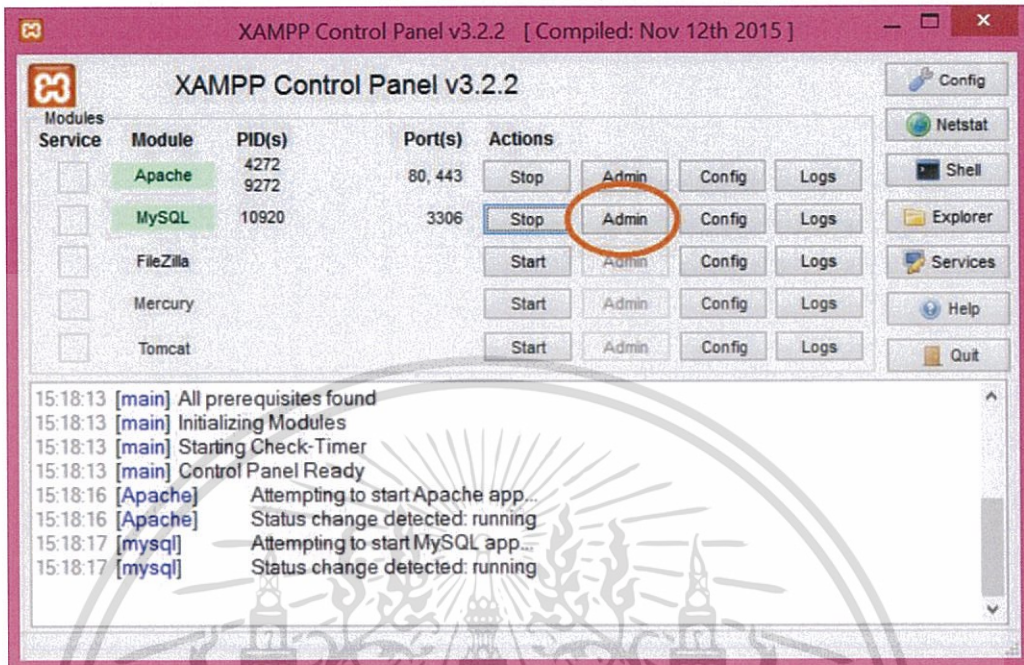 XAMPP Control Panel v3.2.2 [ Compiled: Nov 12th 2015 ]
XAMPP Control Panel v3.2.2
Config
Modules
Service Module PID(s) Port(s) Actions
Netstat
Apache 4272 9272 80, 443 Stop Admin Config Logs
Shell
MySQL 10920 3306 Stop Admin Config Logs
Explorer
FileZilla Start Admin Config Logs
Services
Mercury Start Admin Config Logs
Help
Tomcat Start Admin Config Logs
Quit
15:18:13 [main] All prerequisites found
15:18:13 [main] Initializing Modules
15:18:13 [main] Starting Check-Timer
15:18:13 [main] Control Panel Ready
15:18:16 [Apache] Attempting to start Apache app...
15:18:16 [Apache] Status change detected: running
15:18:17 [mysql] Attempting to start MySQL app...
15:18:17 [mysql] Status change detected: running